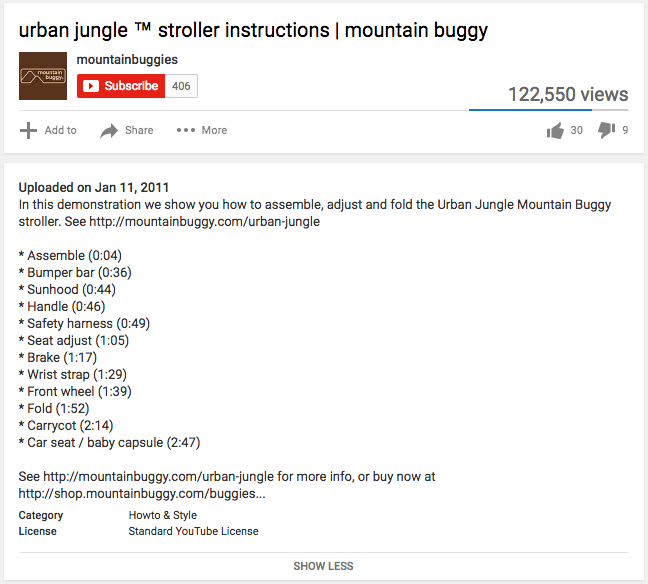 urban jungle ™ stroller instructions | mountain buggy
mountain
buggy.
mountainbuggies
Subscribe 406
122,550 views
Add to Share More 30 9
Uploaded on Jan 11, 2011
In this demonstration we show you how to assemble, adjust and fold the Urban Jungle Mountain Buggy
stroller. See http://mountainbuggy.com/urban-jungle
* Assemble (0:04)
* Bumper bar (0:36)
* Sunhood (0:44)
* Handle (0:46)
* Safety harness (0:49)
* Seat adjust (1:05)
* Brake (1:17)
* Wrist strap (1:29)
* Front wheel (1:39)
* Fold (1:52)
* Carrycot (2:14)
* Car seat / baby capsule (2:47)
See http://mountainbuggy.com/urban-jungle for more info, or buy now at
http://shop.mountainbuggy.com/buggies...
Category Howto & Style
License Standard YouTube License
SHOW LESS